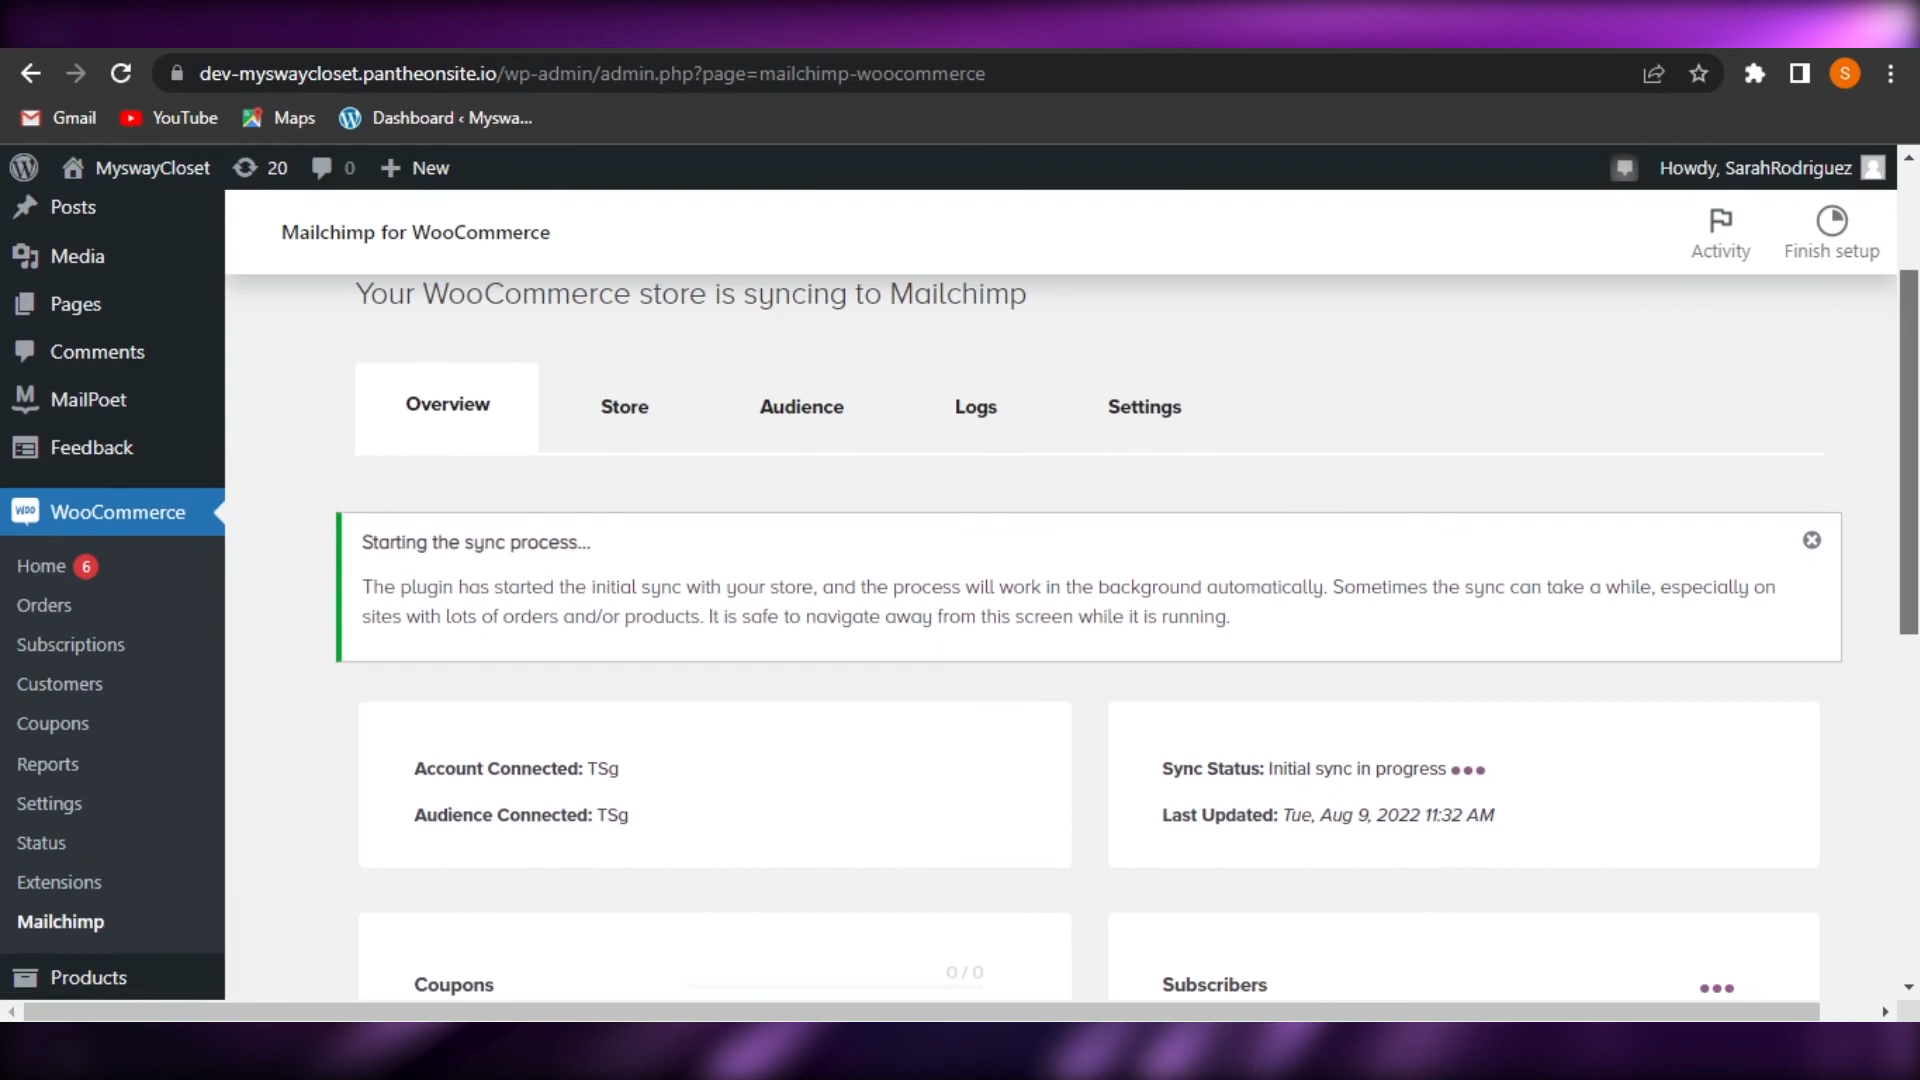 dev-myswaycloset.pantheonsite.io/wp-admin/admin.php?page=mailchimp-woocommerce
S
Gmail
YouTube
Maps
Dashboard ‹ Myswa...
MyswayCloset
20
0
New
Howdy, SarahRodriguez
Posts
Media
Pages
Comments
MailPoet
Feedback
WOO
WooCommerce
Home 6
Orders
Subscriptions
Customers
Coupons
Reports
Settings
Status
Extensions
Mailchimp
Products
Mailchimp for WooCommerce
Activity
Finish setup
Your WooCommerce store is syncing to Mailchimp
Overview
Store
Audience
Logs
Settings
Starting the sync process...
The plugin has started the initial sync with your store, and the process will work in the background automatically. Sometimes the sync can take a while, especially on
sites with lots of orders and/or products. It is safe to navigate away from this screen while it is running.
Account Connected: TSg
Audience Connected: TSg
Sync Status: Initial sync in progress
Last Updated: Tue, Aug 9, 2022 11:32 AM
Coupons
0 / 0
Subscribers